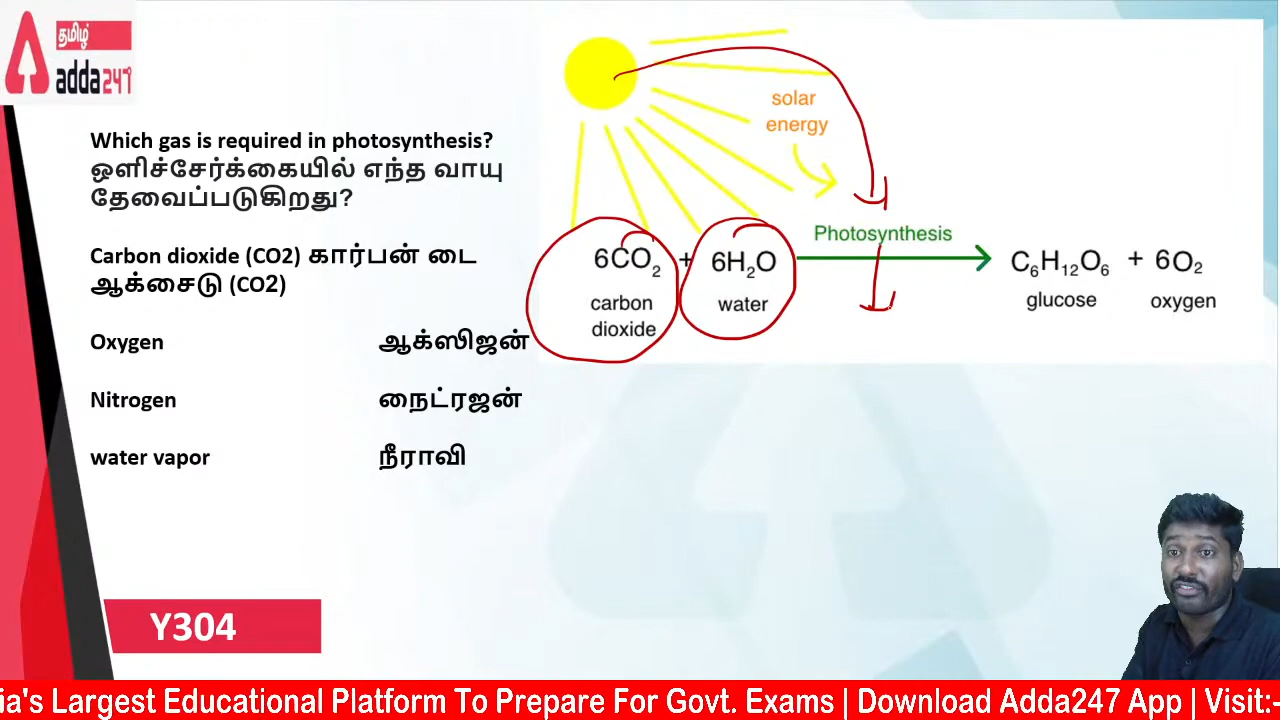 தமிழ்
adda247
Which gas is required in photosynthesis?
ஒளிச்சேர்க்கையில் எந்த வாயு
தேவைப்படுகிறது?
Carbon dioxide (CO2) கார்பன் டை
ஆக்சைடு (CO2)
Oxygen ஆக்ஸிஜன்
Nitrogen நைட்ரஜன்
water vapor நீராவி
solar
energy
Photosynthesis
6CO₂ + 6H₂O C₆H₁₂O₆ + 6O₂
carbon
dioxide
water
glucose
oxygen
Y304
ia's Largest Educational Platform To Prepare For Govt. Exams | Download Adda247 App | Visit:-